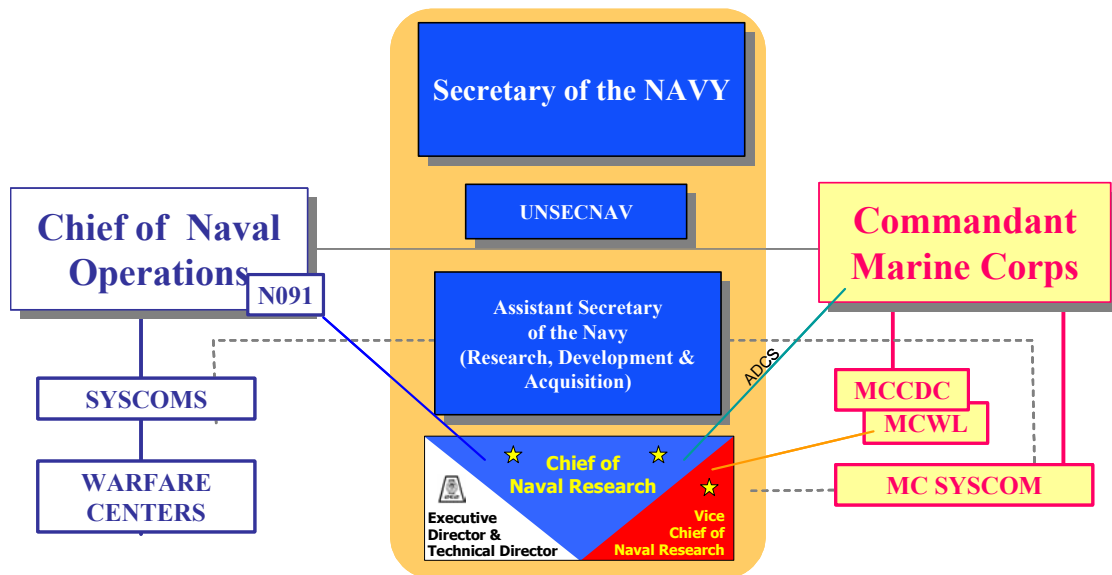 Secretary of the NAVY
UNSECNAV
Chief of Naval
Operations
N091
Commandant
Marine Corps
Assistant Secretary
of the Navy
(Research, Development &
Acquisition)
ADCS
SYSCOMS
WARFARE
CENTERS
MCCDC
MCWL
MC SYSCOM
Chief of
Naval Research
Executive
Director &
Technical Director
Vice
Chief of
Naval Research